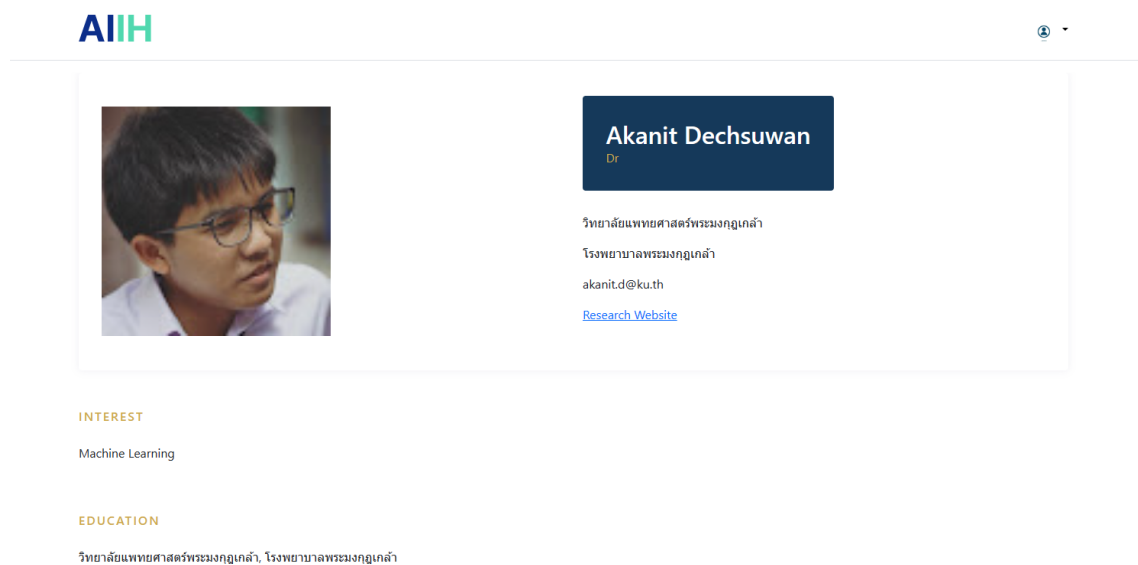 AIIH
Akanit Dechsuwan
Dr
วิทยาลัยแพทยศาสตร์พระมงกุฎเกล้า
โรงพยาบาลพระมงกุฎเกล้า
akanit.d@ku.th
Research Website
INTEREST
Machine Learning
EDUCATION
วิทยาลัยแพทยศาสตร์พระมงกุฎเกล้า, โรงพยาบาลพระมงกุฎเกล้า